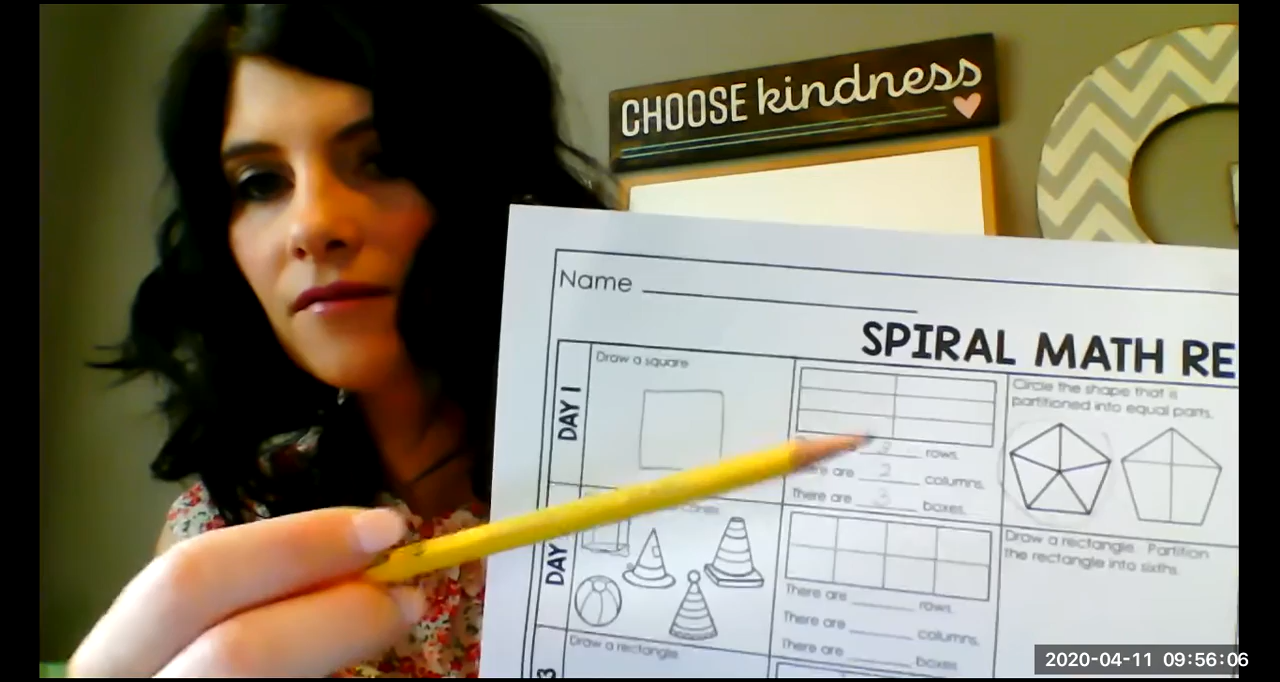 CHOOSE kindness
Name
SPIRAL MATH RE
DAY 1
Draw a square
rows.
There are 2 columns.
There are boxes.
Circle the shape that is
partitioned into equal parts.
DAY
cones
There are rows.
There are columns.
There are boxes
Draw a rectangle. Partition
the rectangle into sixths.
3
Draw a rectangle.
2020-04-11 09:56:06